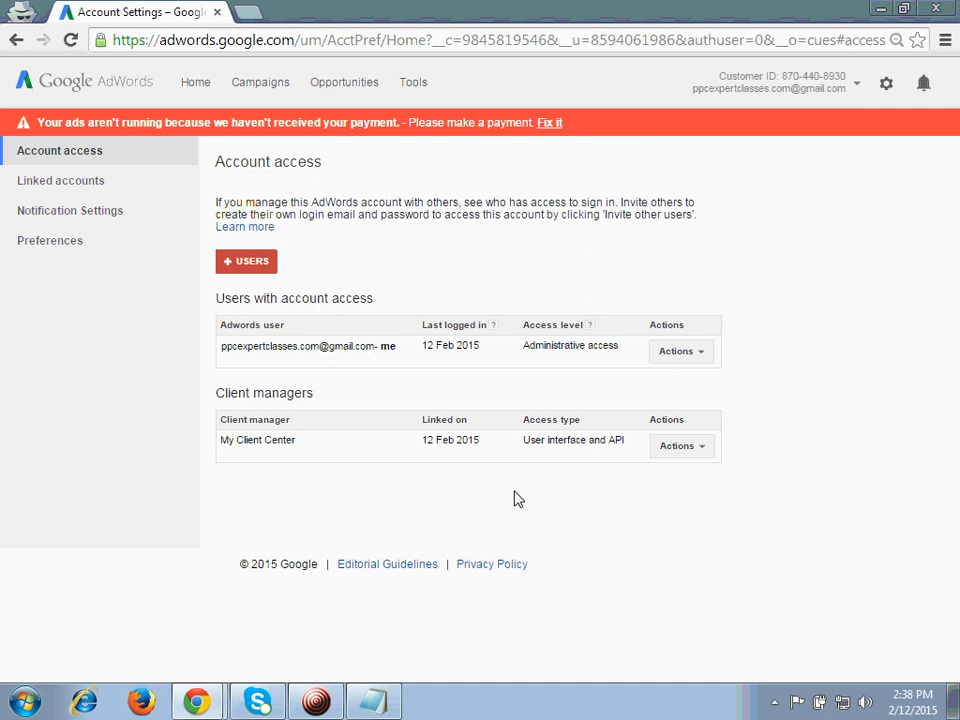 Account Settings – Google
https://adwords.google.com/um/AcctPref/Home?__c=9845819546&__u=8594061986&authuser=0&__o=cues#access
Google AdWords Home Campaigns Opportunities Tools
Customer ID: 870-440-8930
ppcexpertclasses.com@gmail.com
Your ads aren't running because we haven't received your payment. - Please make a payment. Fix it
Account access
Linked accounts
Notification Settings
Preferences
Account access
If you manage this AdWords account with others, see who has access to sign in. Invite others to
create their own login email and password to access this account by clicking 'Invite other users'.
Learn more
+ USERS
Users with account access
Adwords user Last logged in ? Access level ? Actions
ppcexpertclasses.com@gmail.com- me 12 Feb 2015 Administrative access Actions
Client managers
Client manager Linked on Access type Actions
My Client Center 12 Feb 2015 User interface and API Actions
© 2015 Google | Editorial Guidelines | Privacy Policy
2:38 PM
2/12/2015